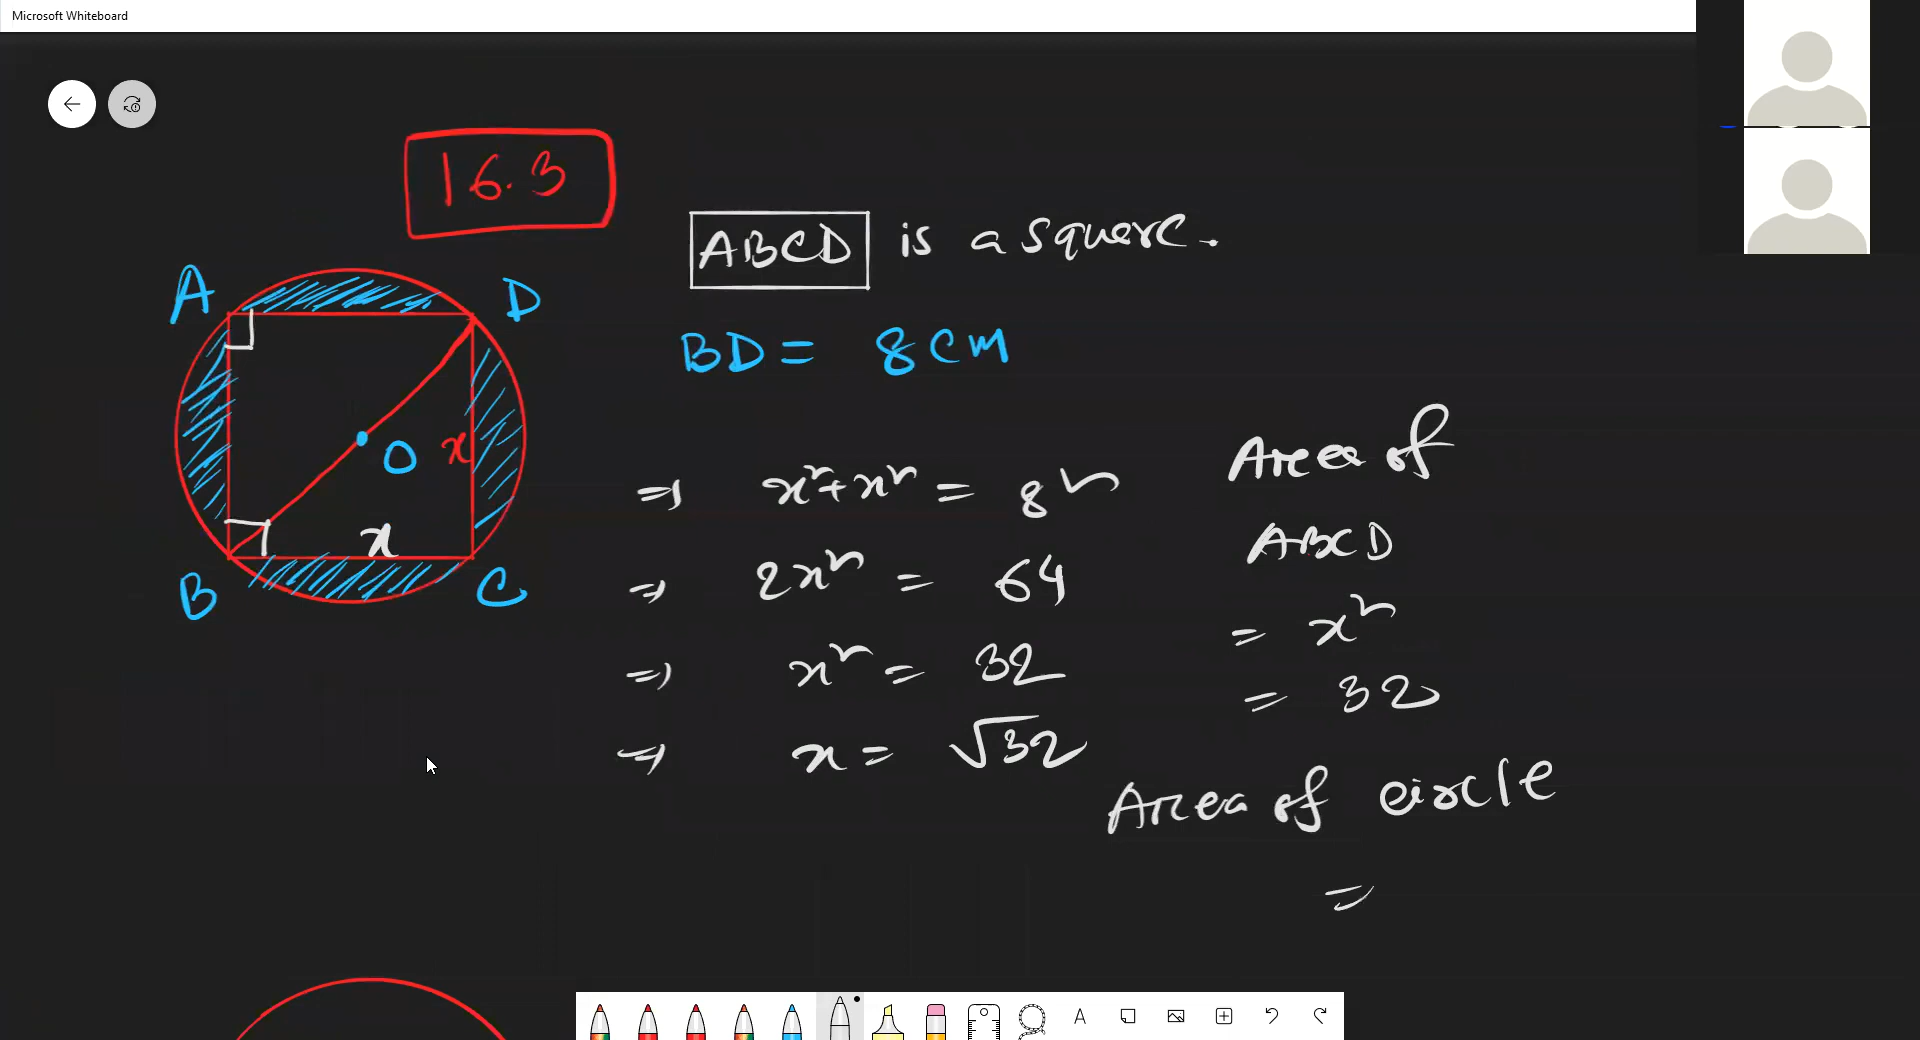 Microsoft Whiteboard
16.3
ABCD is a square.
A
D
BD = 8cm
O
x
x
B
C
⇒ x²+x² = 8²
⇒ 2x² = 64
⇒ x² = 32
⇒ x = √32
Area of
ABCD
= x²
= 32
Area of circle
=
A